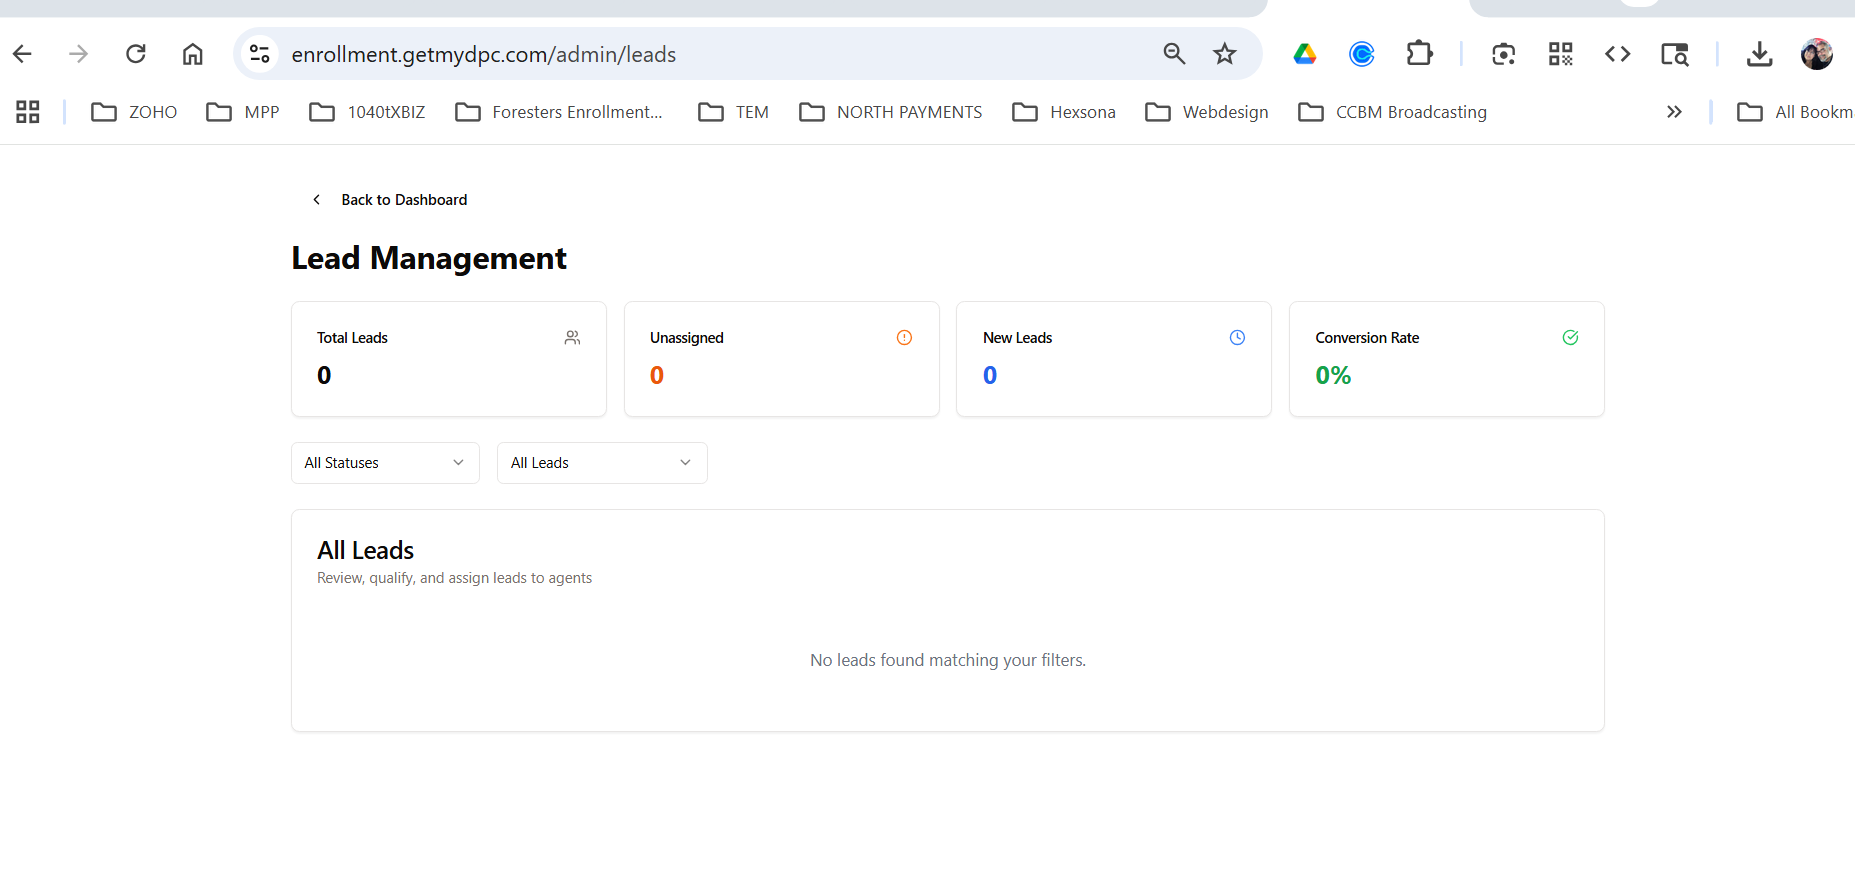 enrollment.getmydpc.com/admin/leads
ZOHO MPP 1040tXBIZ Foresters Enrollment... TEM NORTH PAYMENTS Hexsona Webdesign CCBM Broadcasting All Bookm
Back to Dashboard
Lead Management
Total Leads Unassigned New Leads Conversion Rate
0 0 0 0%
All Statuses All Leads
All Leads
Review, qualify, and assign leads to agents
No leads found matching your filters.